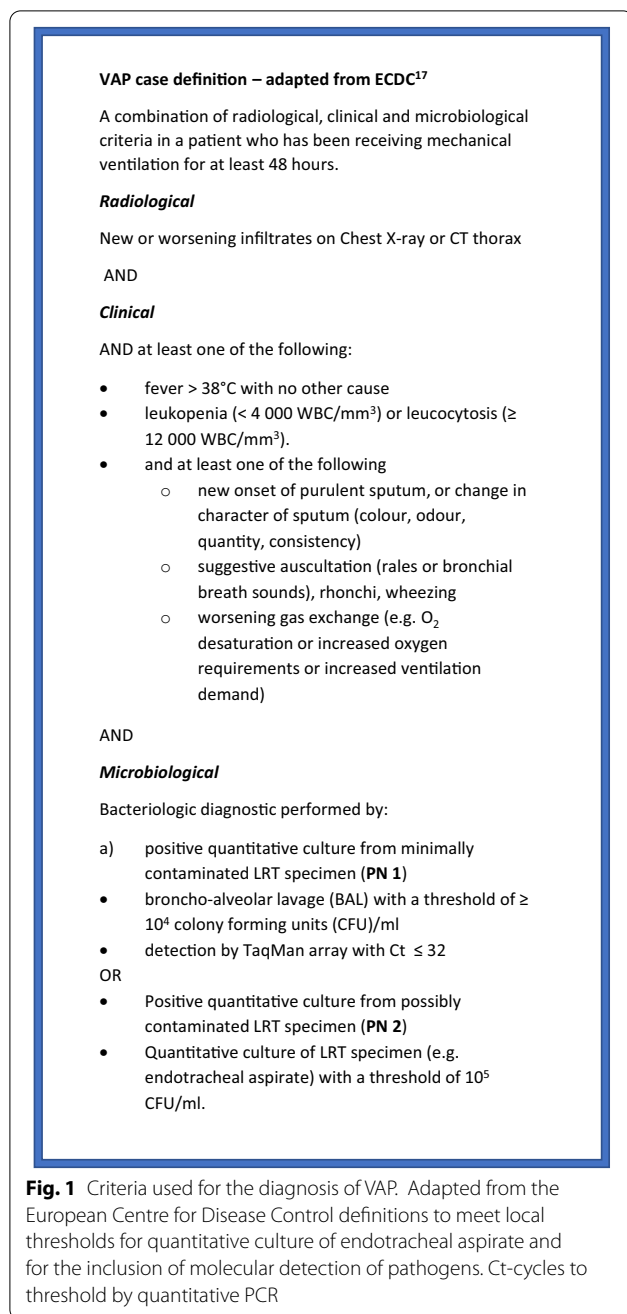 VAP case definition – adapted from ECDC¹⁷
A combination of radiological, clinical and microbiological
criteria in a patient who has been receiving mechanical
ventilation for at least 48 hours.
Radiological
New or worsening infiltrates on Chest X-ray or CT thorax
AND
Clinical
AND at least one of the following:
• fever > 38°C with no other cause
• leukopenia (< 4 000 WBC/mm³) or leucocytosis (≥
12 000 WBC/mm³).
• and at least one of the following
○ new onset of purulent sputum, or change in
character of sputum (colour, odour,
quantity, consistency)
○ suggestive auscultation (rales or bronchial
breath sounds), rhonchi, wheezing
○ worsening gas exchange (e.g. O₂
desaturation or increased oxygen
requirements or increased ventilation
demand)
AND
Microbiological
Bacteriologic diagnostic performed by:
a) positive quantitative culture from minimally
contaminated LRT specimen (PN 1)
• broncho-alveolar lavage (BAL) with a threshold of ≥
10⁴ colony forming units (CFU)/ml
• detection by TaqMan array with Ct ≤ 32
OR
• Positive quantitative culture from possibly
contaminated LRT specimen (PN 2)
• Quantitative culture of LRT specimen (e.g.
endotracheal aspirate) with a threshold of 10⁵
CFU/ml.
Fig. 1 Criteria used for the diagnosis of VAP. Adapted from the
European Centre for Disease Control definitions to meet local
thresholds for quantitative culture of endotracheal aspirate and
for the inclusion of molecular detection of pathogens. Ct-cycles to
threshold by quantitative PCR